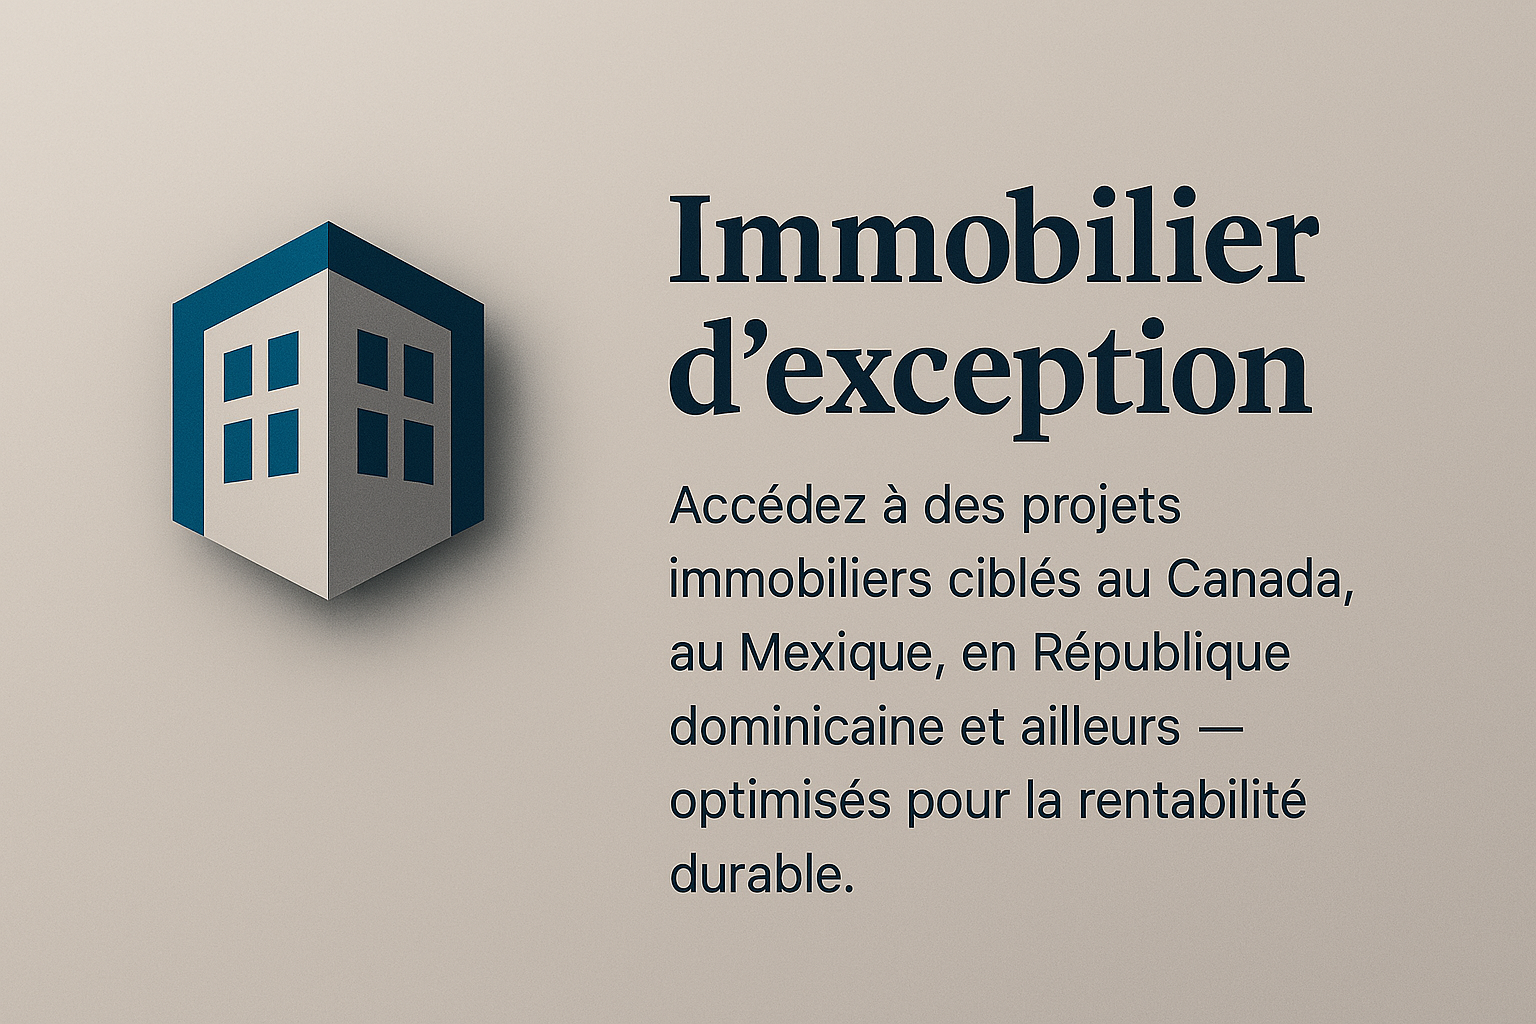 Immobilier
d’exception
Accédez à des projets
immobiliers ciblés au Canada,
au Mexique, en République
dominicaine et ailleurs —
optimisés pour la rentabilité
durable.